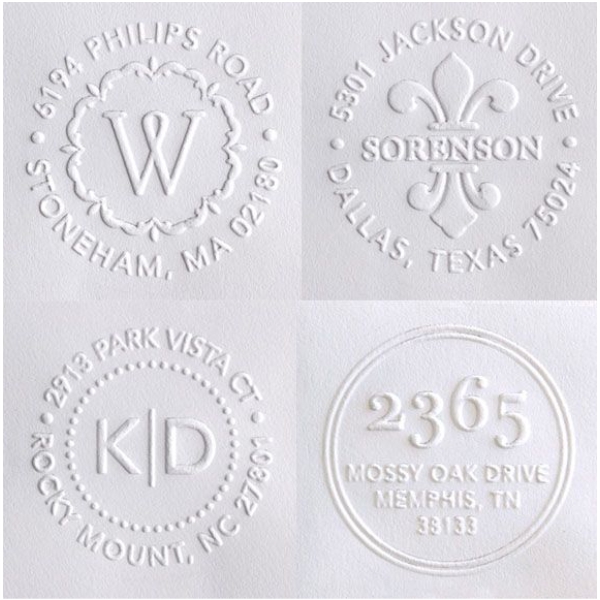 6194 PHILIPS ROAD
W
STONEHAM, MA 02180
5301 JACKSON DRIVE
SORENSON
DALLAS, TEXAS 75024
2913 PARK VISTA CT
K|D
ROCKY MOUNT, NC 27801
2365
MOSSY OAK DRIVE
MEMPHIS, TN
38133